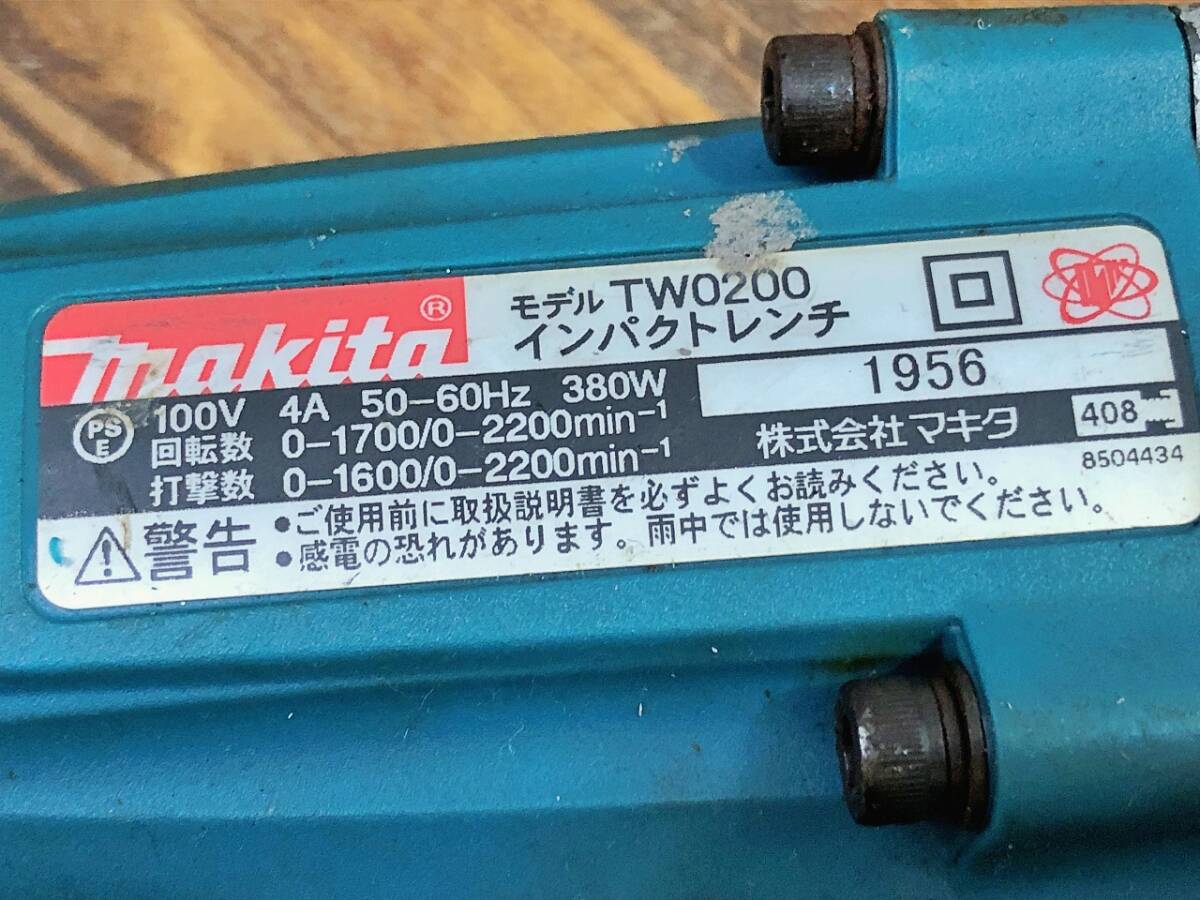 makita®
モデル TW0200
インパクトレンチ
PS
E
100V 4A 50-60Hz 380W
回転数 0-1700/0-2200min-1
打撃数 0-1600/0-2200min-1
1956
株式会社マキタ
408
8504434
警告
•ご使用前に取扱説明書を必ずよくお読みください。
•感電の恐れがあります。雨中では使用しないでください。